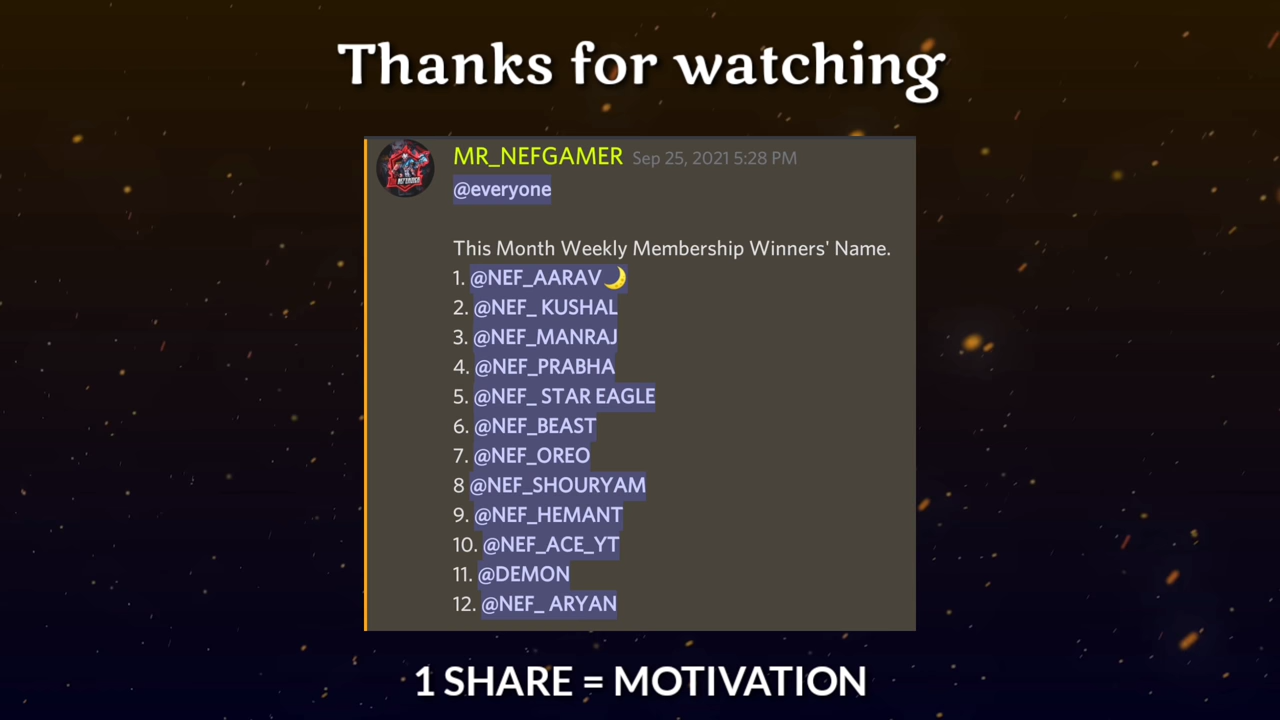 Thanks for watching
MR_NEFGAMER Sep 25, 2021 5:28 PM
@everyone
This Month Weekly Membership Winners' Name.
1. @NEF_AARAV🌙
2. @NEF_ KUSHAL
3. @NEF_MANRAJ
4. @NEF_PRABHA
5. @NEF_ STAR EAGLE
6. @NEF_BEAST
7. @NEF_OREO
8 @NEF_SHOURYAM
9. @NEF_HEMANT
10. @NEF_ACE_YT
11. @DEMON
12. @NEF_ ARYAN
1 SHARE = MOTIVATION